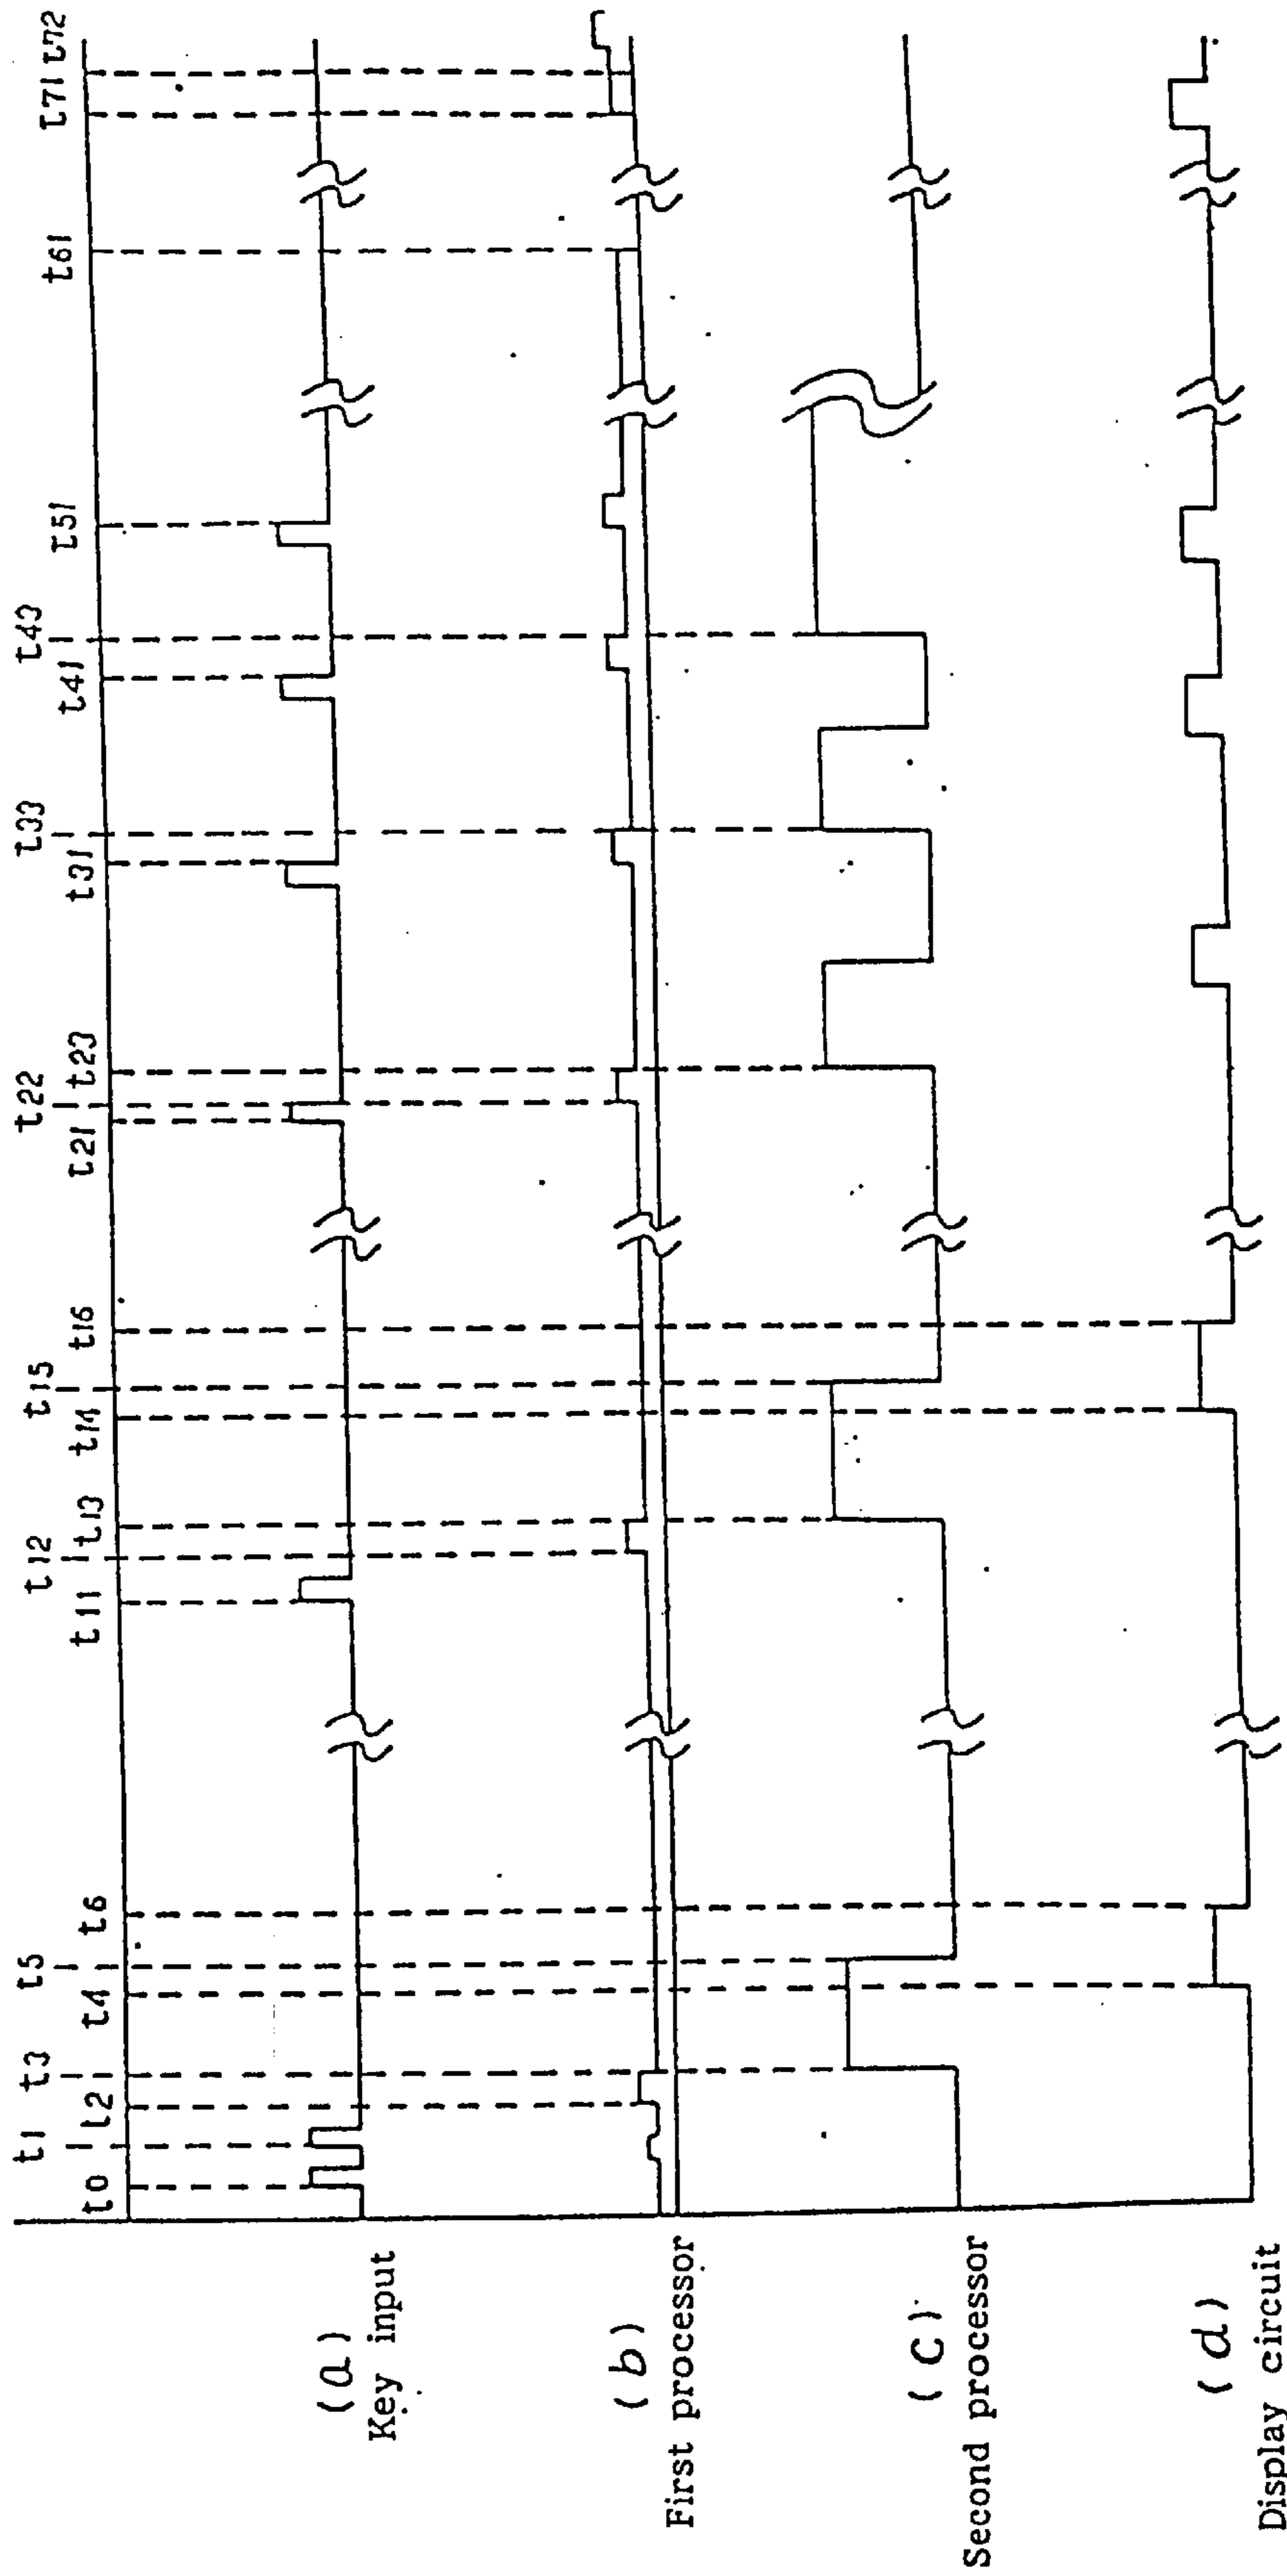 t0 t1 t2 t3 t4 t5 t6 t11 t12 t13 t14 t15 t16 t21 t22 t23 t31 t33 t41 t43 t51 t61 t71 t72
(a)
Key input
(b)
First processor
(c)
Second processor
(d)
Display circuit